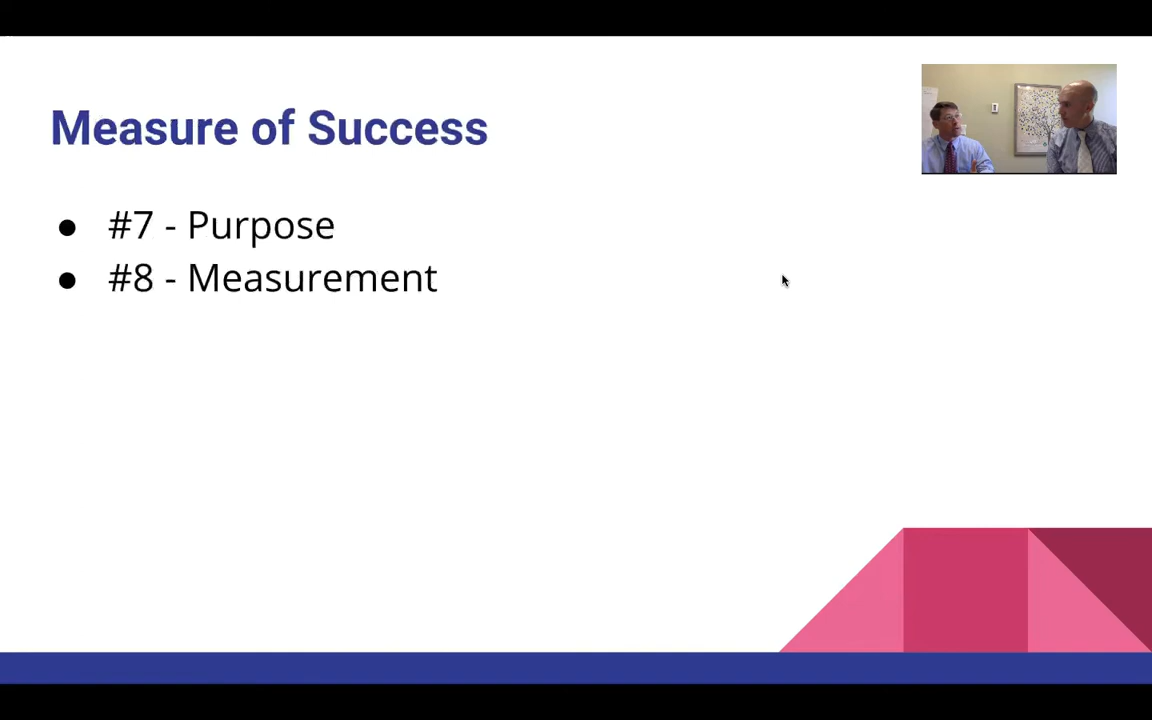 Measure of Success
● #7 - Purpose
● #8 - Measurement